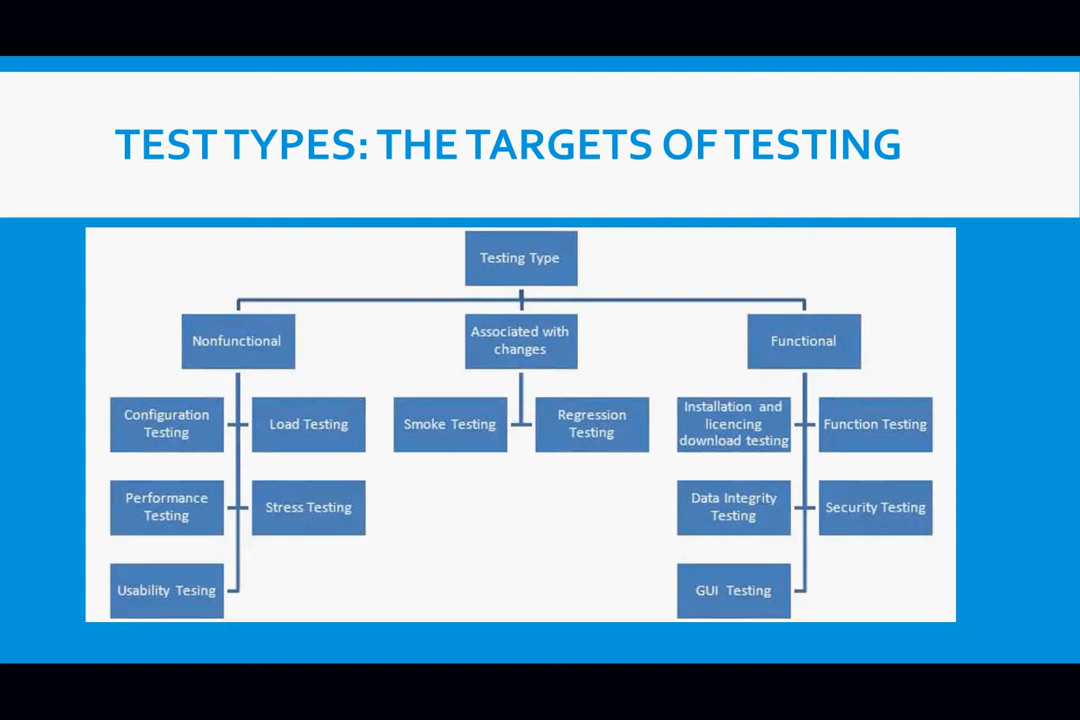 TEST TYPES: THE TARGETS OF TESTING
Testing Type
Nonfunctional
Associated with
changes
Functional
Configuration
Testing
Load Testing
Smoke Testing
Regression
Testing
Installation and
licencing
download testing
Function Testing
Performance
Testing
Stress Testing
Data Integrity
Testing
Security Testing
Usability Tesing
GUI Testing